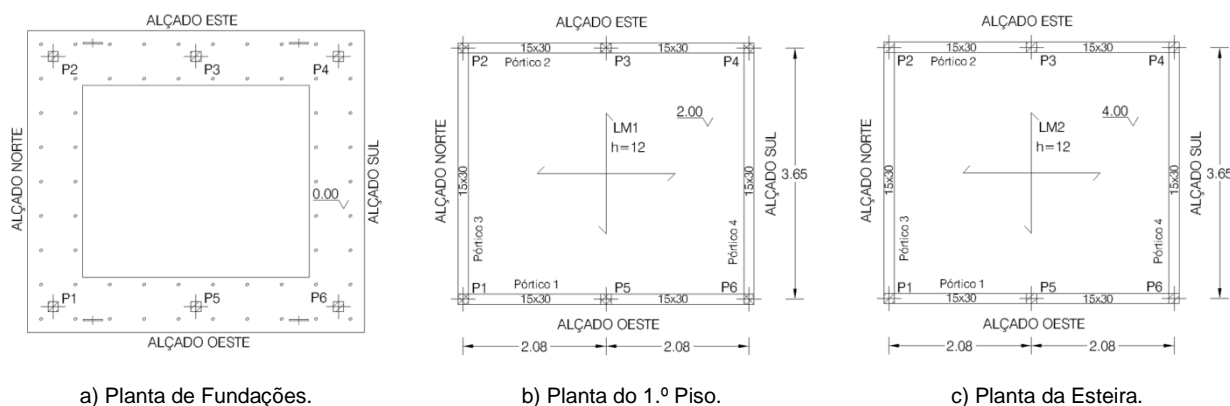 ALÇADO ESTE
P2
P3
P4
ALÇADO NORTE
0.00
ALÇADO SUL
P1
P5
P6
ALÇADO OESTE
a) Planta de Fundações.
ALÇADO ESTE
15x30
15x30
P2
Pórtico 2
P3
P4
ALÇADO NORTE
15x30
LM1
h=12
2.00
15x30
ALÇADO SUL
3.65
Pórtico 3
Pórtico 4
P1
Pórtico 1
P5
P6
15x30
15x30
ALÇADO OESTE
2.08
2.08
b) Planta do 1.º Piso.
ALÇADO ESTE
15x30
15x30
P2
Pórtico 2
P3
P4
ALÇADO NORTE
15x30
LM2
h=12
4.00
15x30
ALÇADO SUL
3.65
Pórtico 3
Pórtico 4
P1
Pórtico 1
P5
P6
15x30
15x30
ALÇADO OESTE
2.08
2.08
c) Planta da Esteira.